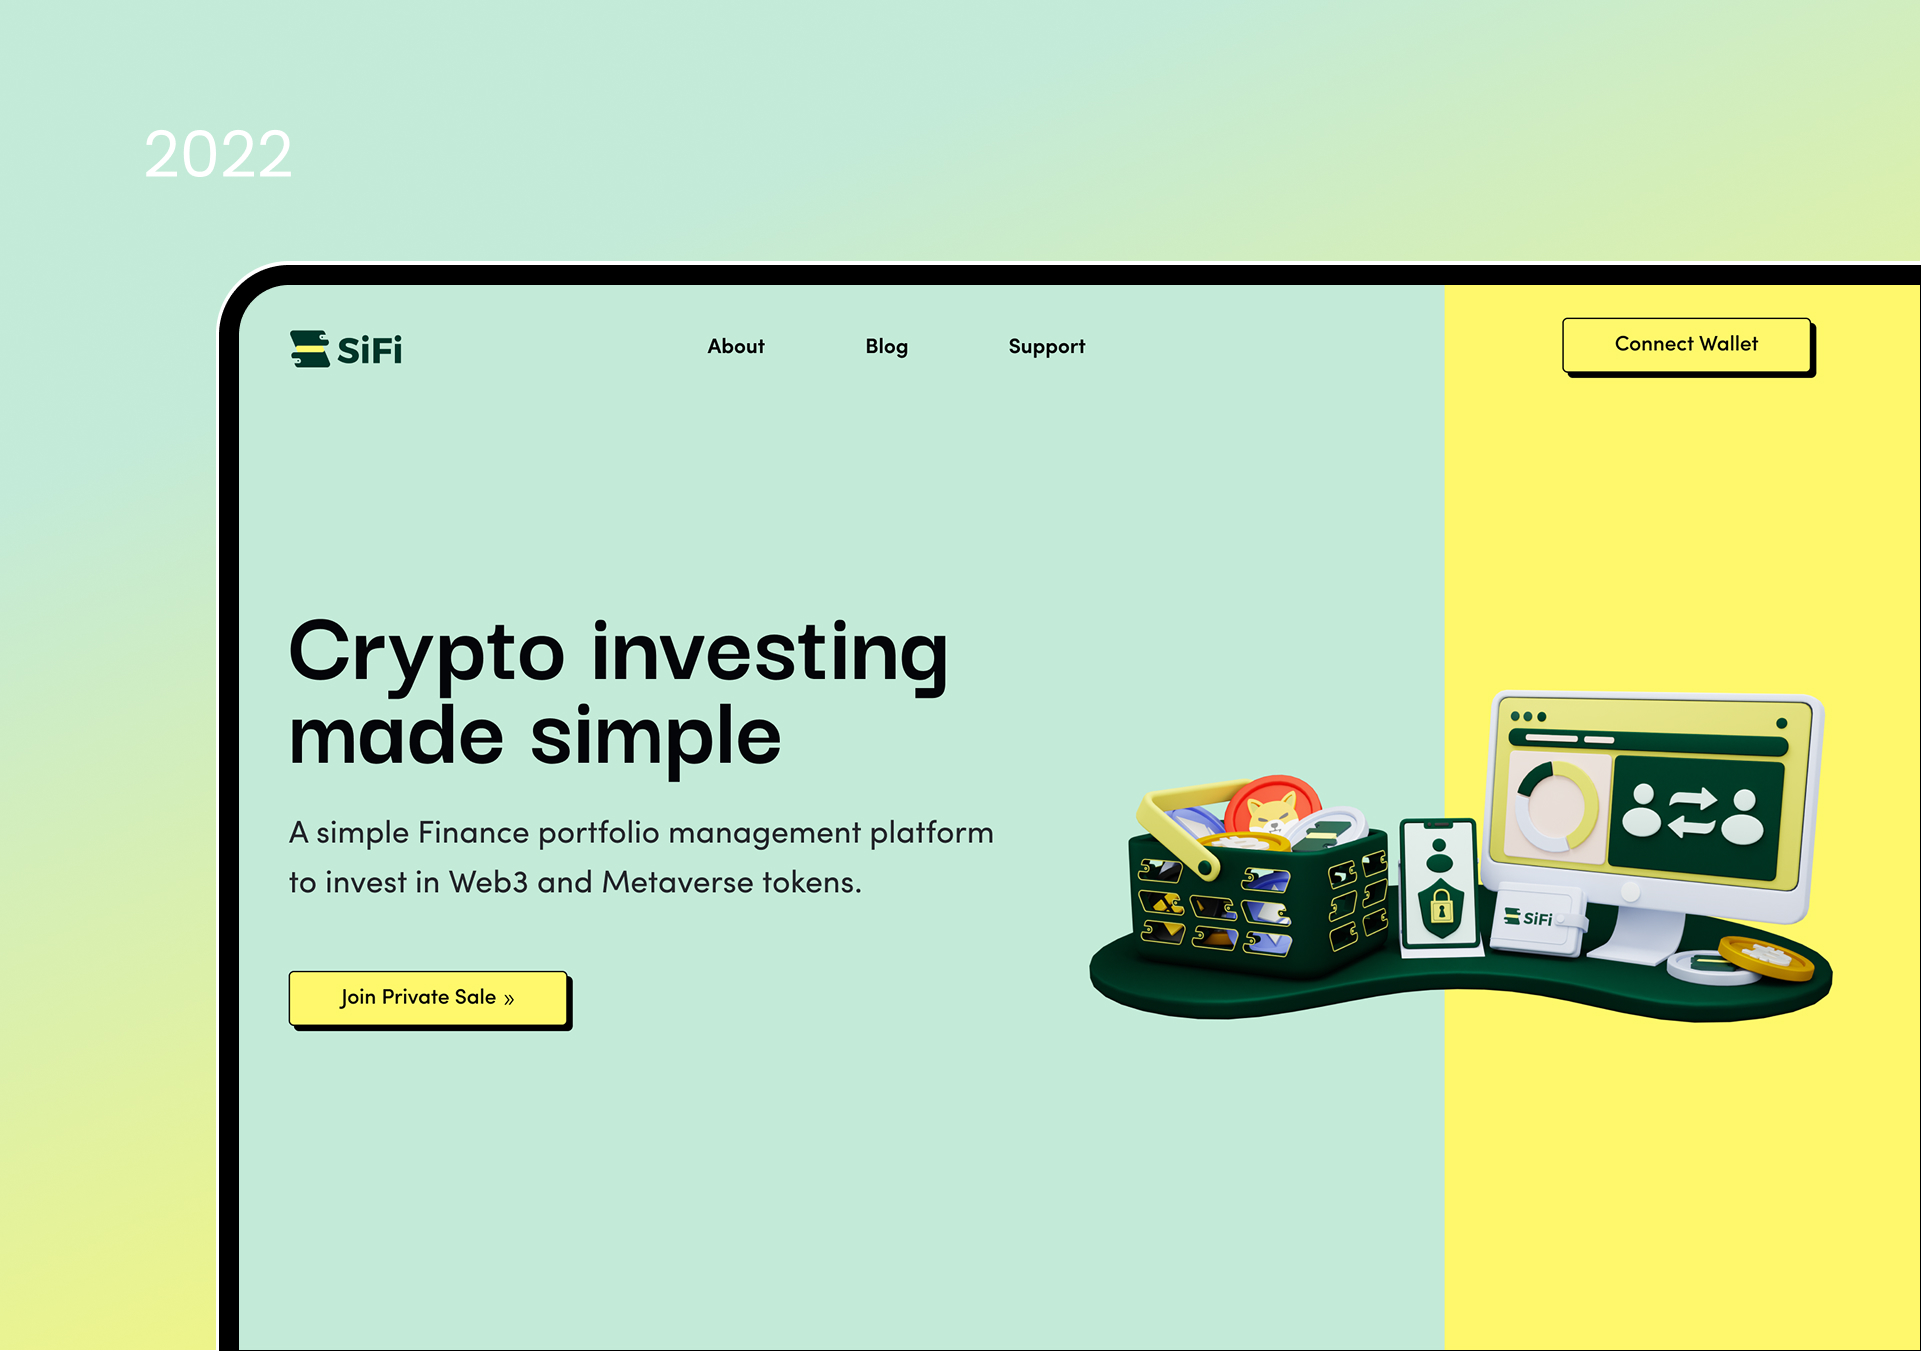 2022
SiFi
About
Blog
Support
Connect Wallet
Crypto investing
made simple
A simple Finance portfolio management platform
to invest in Web3 and Metaverse tokens.
Join Private Sale »
SiFi